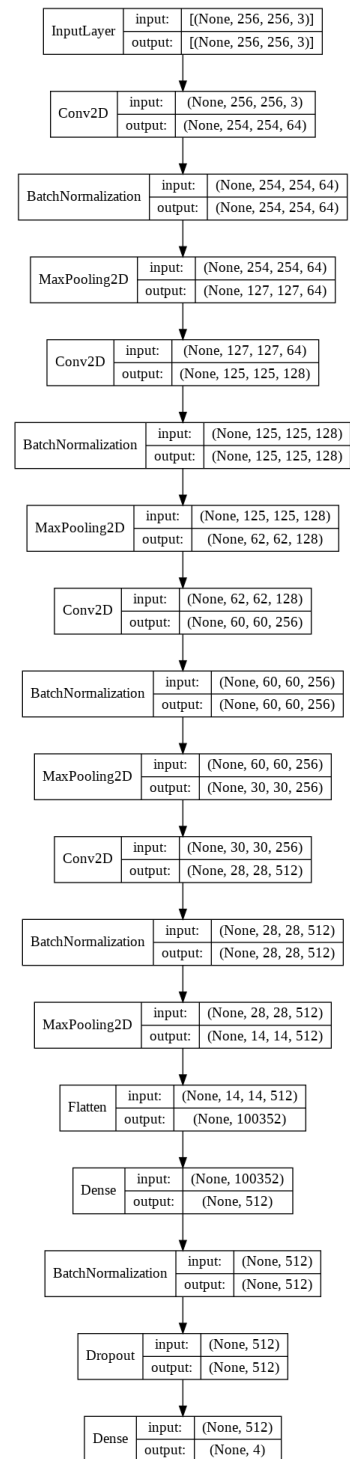 InputLayer input: [(None, 256, 256, 3)]
output: [(None, 256, 256, 3)]
Conv2D input: (None, 256, 256, 3)
output: (None, 254, 254, 64)
BatchNormalization input: (None, 254, 254, 64)
output: (None, 254, 254, 64)
MaxPooling2D input: (None, 254, 254, 64)
output: (None, 127, 127, 64)
Conv2D input: (None, 127, 127, 64)
output: (None, 125, 125, 128)
BatchNormalization input: (None, 125, 125, 128)
output: (None, 125, 125, 128)
MaxPooling2D input: (None, 125, 125, 128)
output: (None, 62, 62, 128)
Conv2D input: (None, 62, 62, 128)
output: (None, 60, 60, 256)
BatchNormalization input: (None, 60, 60, 256)
output: (None, 60, 60, 256)
MaxPooling2D input: (None, 60, 60, 256)
output: (None, 30, 30, 256)
Conv2D input: (None, 30, 30, 256)
output: (None, 28, 28, 512)
BatchNormalization input: (None, 28, 28, 512)
output: (None, 28, 28, 512)
MaxPooling2D input: (None, 28, 28, 512)
output: (None, 14, 14, 512)
Flatten input: (None, 14, 14, 512)
output: (None, 100352)
Dense input: (None, 100352)
output: (None, 512)
BatchNormalization input: (None, 512)
output: (None, 512)
Dropout input: (None, 512)
output: (None, 512)
Dense input: (None, 512)
output: (None, 4)